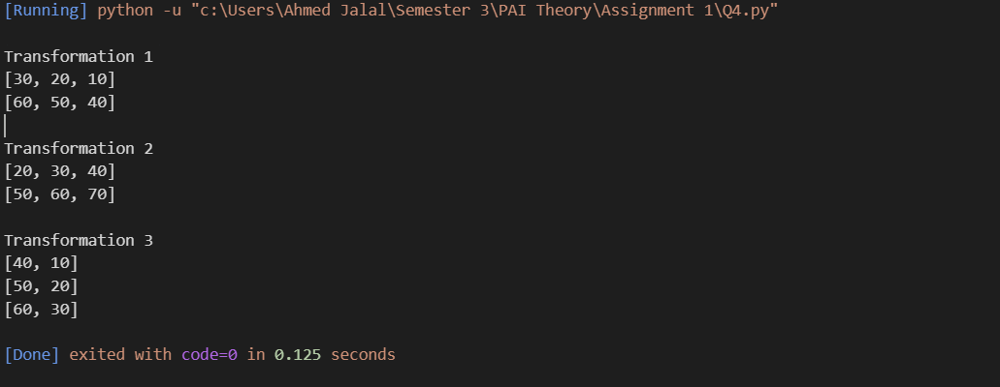 [Running] python -u "c:\Users\Ahmed Jalal\Semester 3\PAI Theory\Assignment 1\Q4.py"
Transformation 1
[30, 20, 10]
[60, 50, 40]
Transformation 2
[20, 30, 40]
[50, 60, 70]
Transformation 3
[40, 10]
[50, 20]
[60, 30]
[Done] exited with code=0 in 0.125 seconds